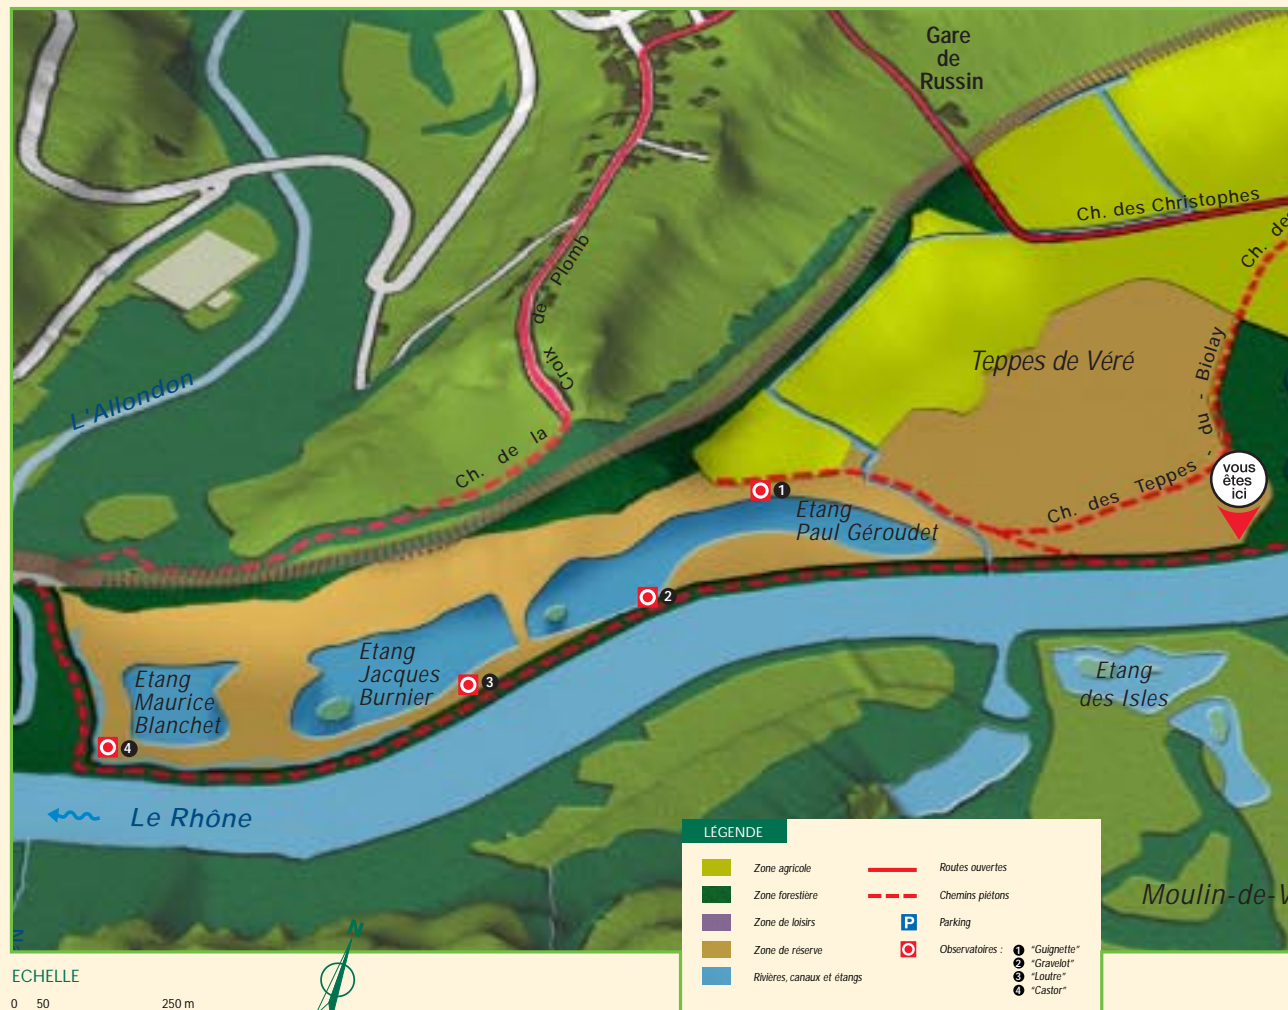 Gare
de
Russin
Ch. des Christophes
Ch. de
Teppes de Véré
Ch. des Teppes - du - Biolay
vous
êtes
ici
Ch. de la Croix de Plomb
L'Allondon
1
Etang
Paul Géroudet
2
Etang
Jacques
Burnier
3
Etang
Maurice
Blanchet
4
Etang
des Isles
Le Rhône
Moulin-de-V
N
ECHELLE
0 50 250 m
LÉGENDE
Zone agricole
Zone forestière
Zone de loisirs
Zone de réserve
Rivières, canaux et étangs
Routes ouvertes
Chemins piétons
P Parking
Observatoires : 1 "Guignette"
2 "Gravelot"
3 "Loutre"
4 "Castor"